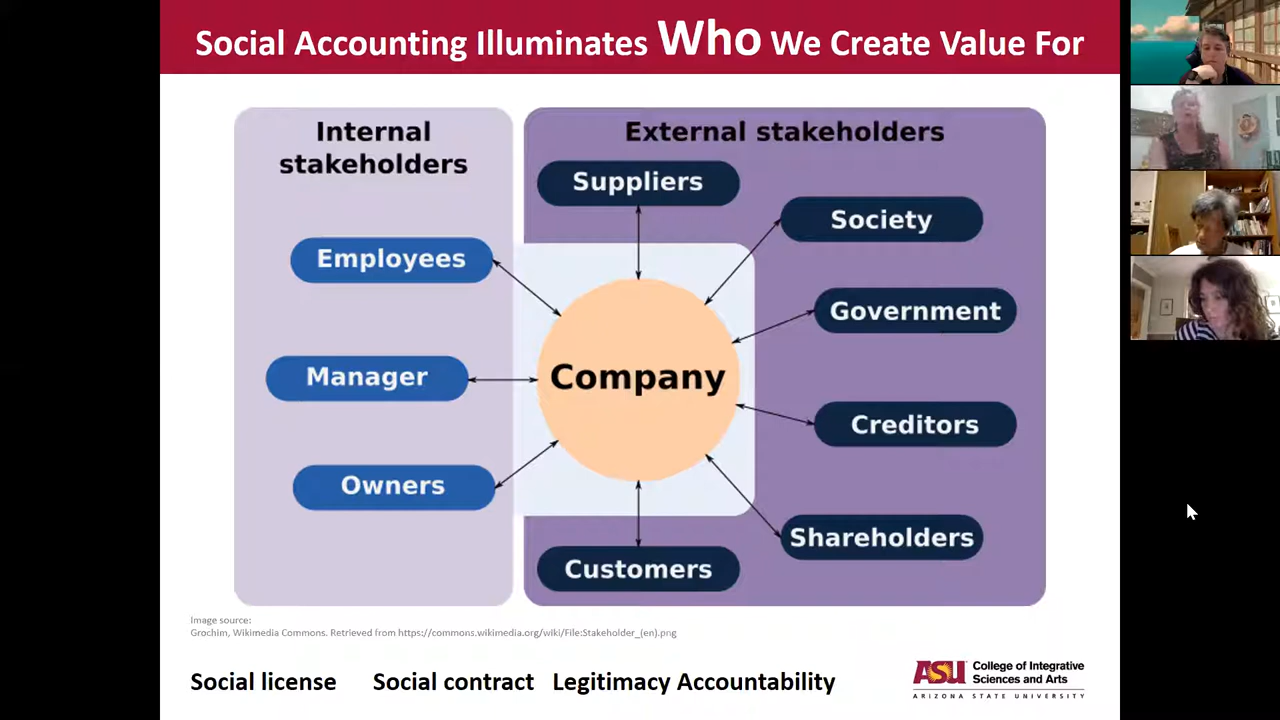 Social Accounting Illuminates Who We Create Value For
Internal
stakeholders
External stakeholders
Suppliers
Society
Employees
Government
Manager
Company
Creditors
Owners
Shareholders
Customers
Image source:
Grochim, Wikimedia Commons. Retrieved from https://commons.wikimedia.org/wiki/File:Stakeholder_(en).png
Social license Social contract Legitimacy Accountability
ASU College of Integrative
Sciences and Arts
ARIZONA STATE UNIVERSITY